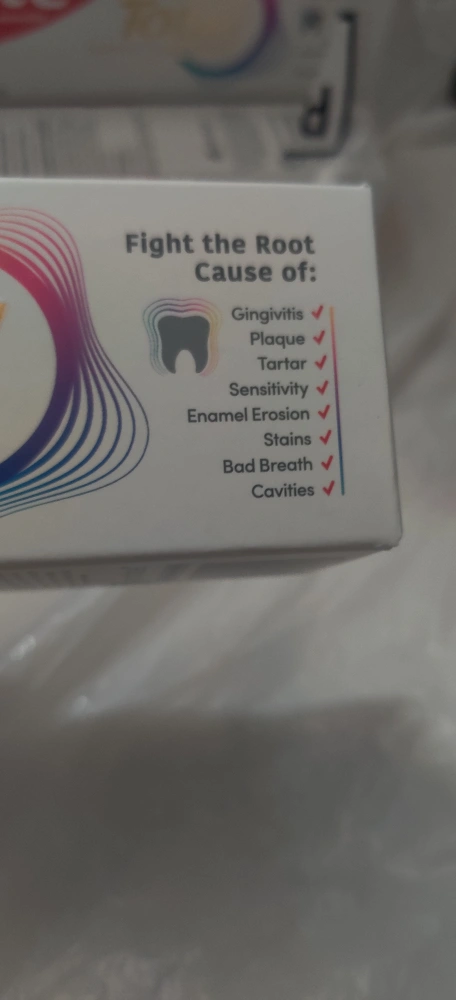 Fight the Root
Cause of:
Gingivitis ✓
Plaque ✓
Tartar ✓
Sensitivity ✓
Enamel Erosion ✓
Stains ✓
Bad Breath ✓
Cavities ✓